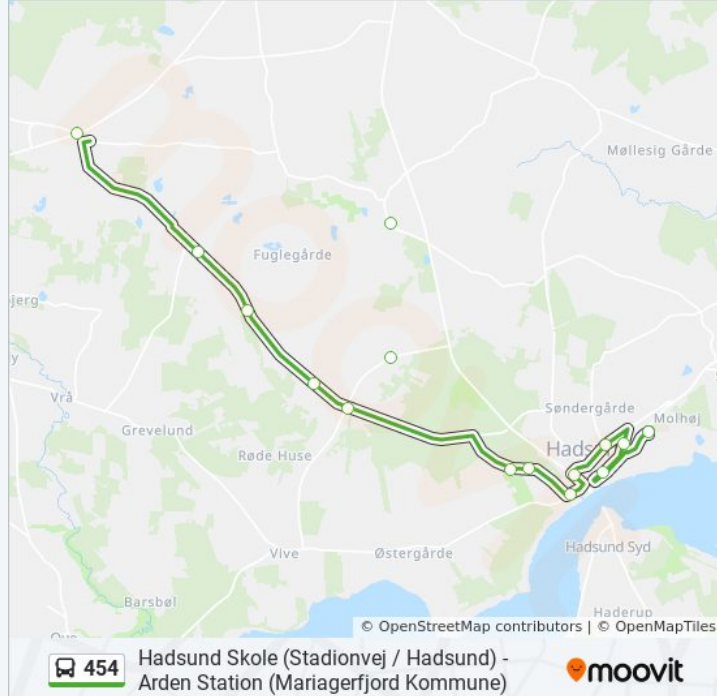 Møllesig Gårde
Fuglegårde
jerg
Vrå
Grevelund
Søndergårde
Molhøj
Røde Huse
Vive
Østergårde
Hadsund Syd
Barsbøl
Haderup
© OpenStreetMap contributors | © OpenMapTiles
454
Hadsund Skole (Stadionvej / Hadsund) -
Arden Station (Mariagerfjord Kommune)
moovit